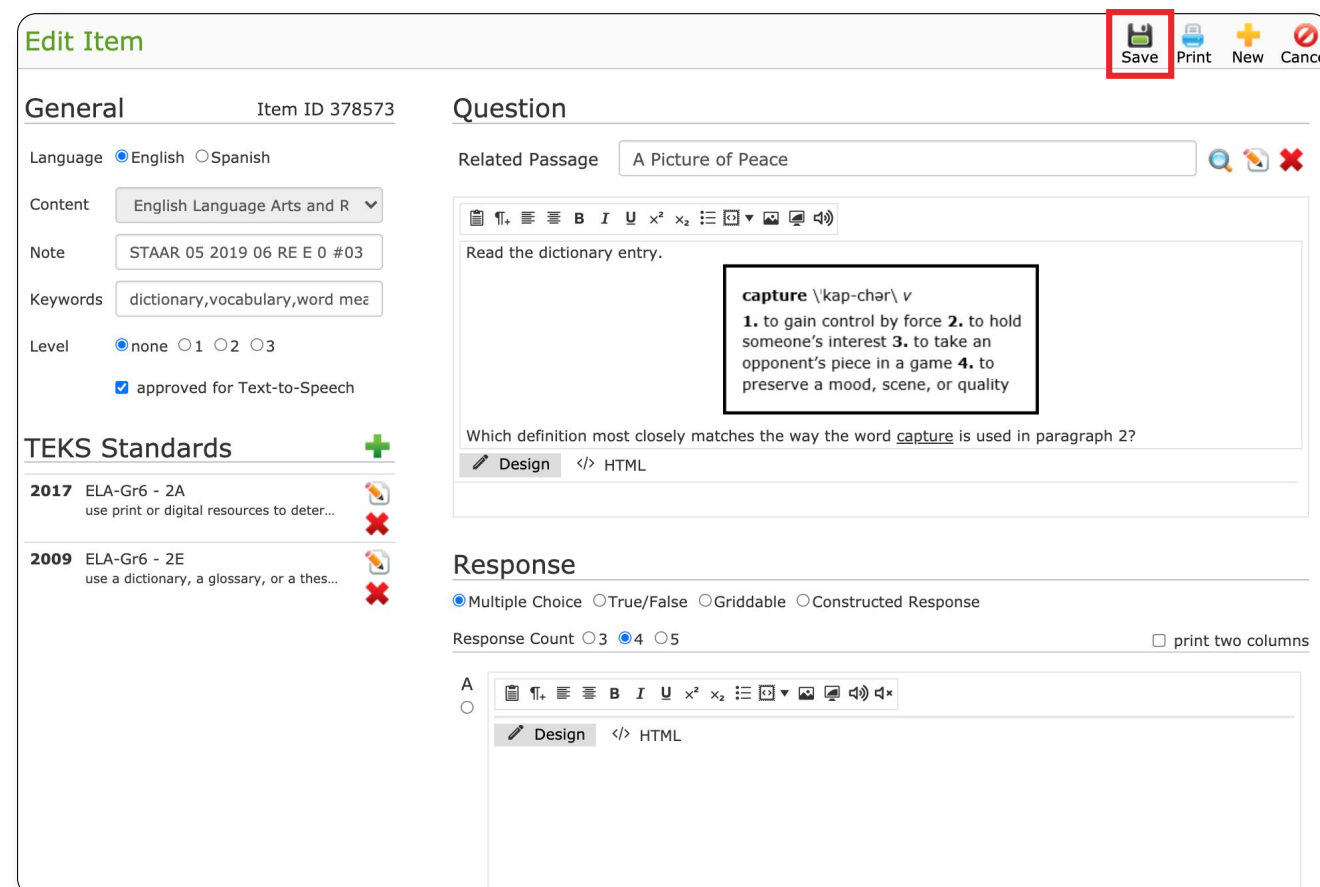 Edit Item
Save Print New Cance
General Item ID 378573
Language English Spanish
Content English Language Arts and R
Note STAAR 05 2019 06 RE E 0 #03
Keywords dictionary,vocabulary,word mea
Level none 1 2 3
approved for Text-to-Speech
TEKS Standards
2017 ELA-Gr6 - 2A
use print or digital resources to deter...
2009 ELA-Gr6 - 2E
use a dictionary, a glossary, or a thes...
Question
Related Passage A Picture of Peace
B I U x² x₂
Read the dictionary entry.
capture \ˈkap-chər\ v
1. to gain control by force 2. to hold
someone’s interest 3. to take an
opponent’s piece in a game 4. to
preserve a mood, scene, or quality
Which definition most closely matches the way the word capture is used in paragraph 2?
Design </> HTML
Response
Multiple Choice True/False Griddable Constructed Response
Response Count 3 4 5 print two columns
A
B I U x² x₂
Design </> HTML